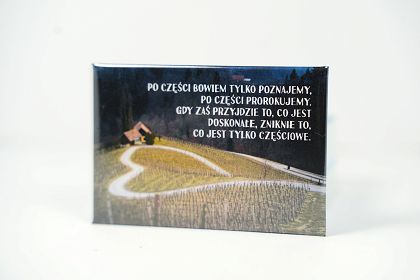 PO CZĘŚCI BOWIEM TYLKO POZNAJEMY,
PO CZĘŚCI PROROKUJEMY.
GDY ZAŚ PRZYJDZIE TO, CO JEST
DOSKONAŁE, ZNIKNIE TO,
CO JEST TYLKO CZĘŚCIOWE.